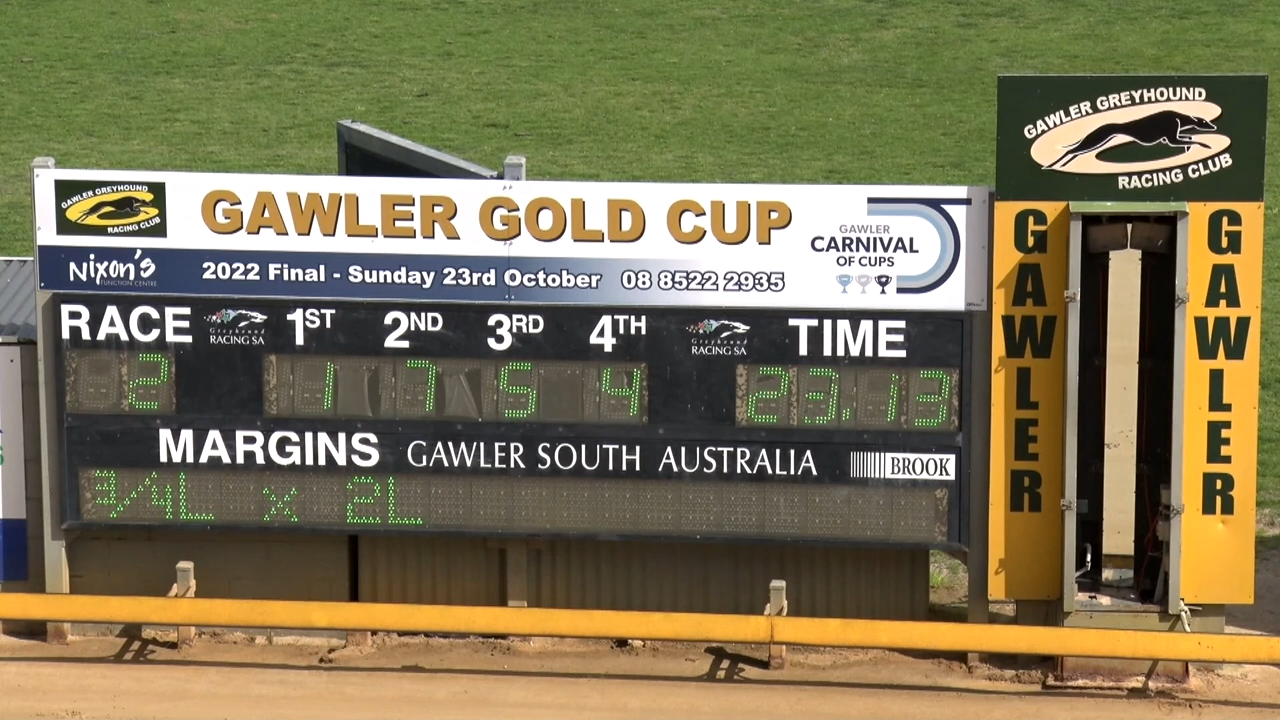 GAWLER GREYHOUND
RACING CLUB
GAWLER GREYHOUND
RACING CLUB
GAWLER GOLD CUP
GAWLER
CARNIVAL
OF CUPS
Nixon's
FUNCTION CENTRE
2022 Final - Sunday 23rd October 08 8522 2935
RACE
Greyhound
RACING SA
1ST 2ND 3RD 4TH
Greyhound
RACING SA
TIME
2 1 7 5 4 23.13
MARGINS GAWLER SOUTH AUSTRALIA BROOK
3/4L x 2L
GAWLER
GAWLER